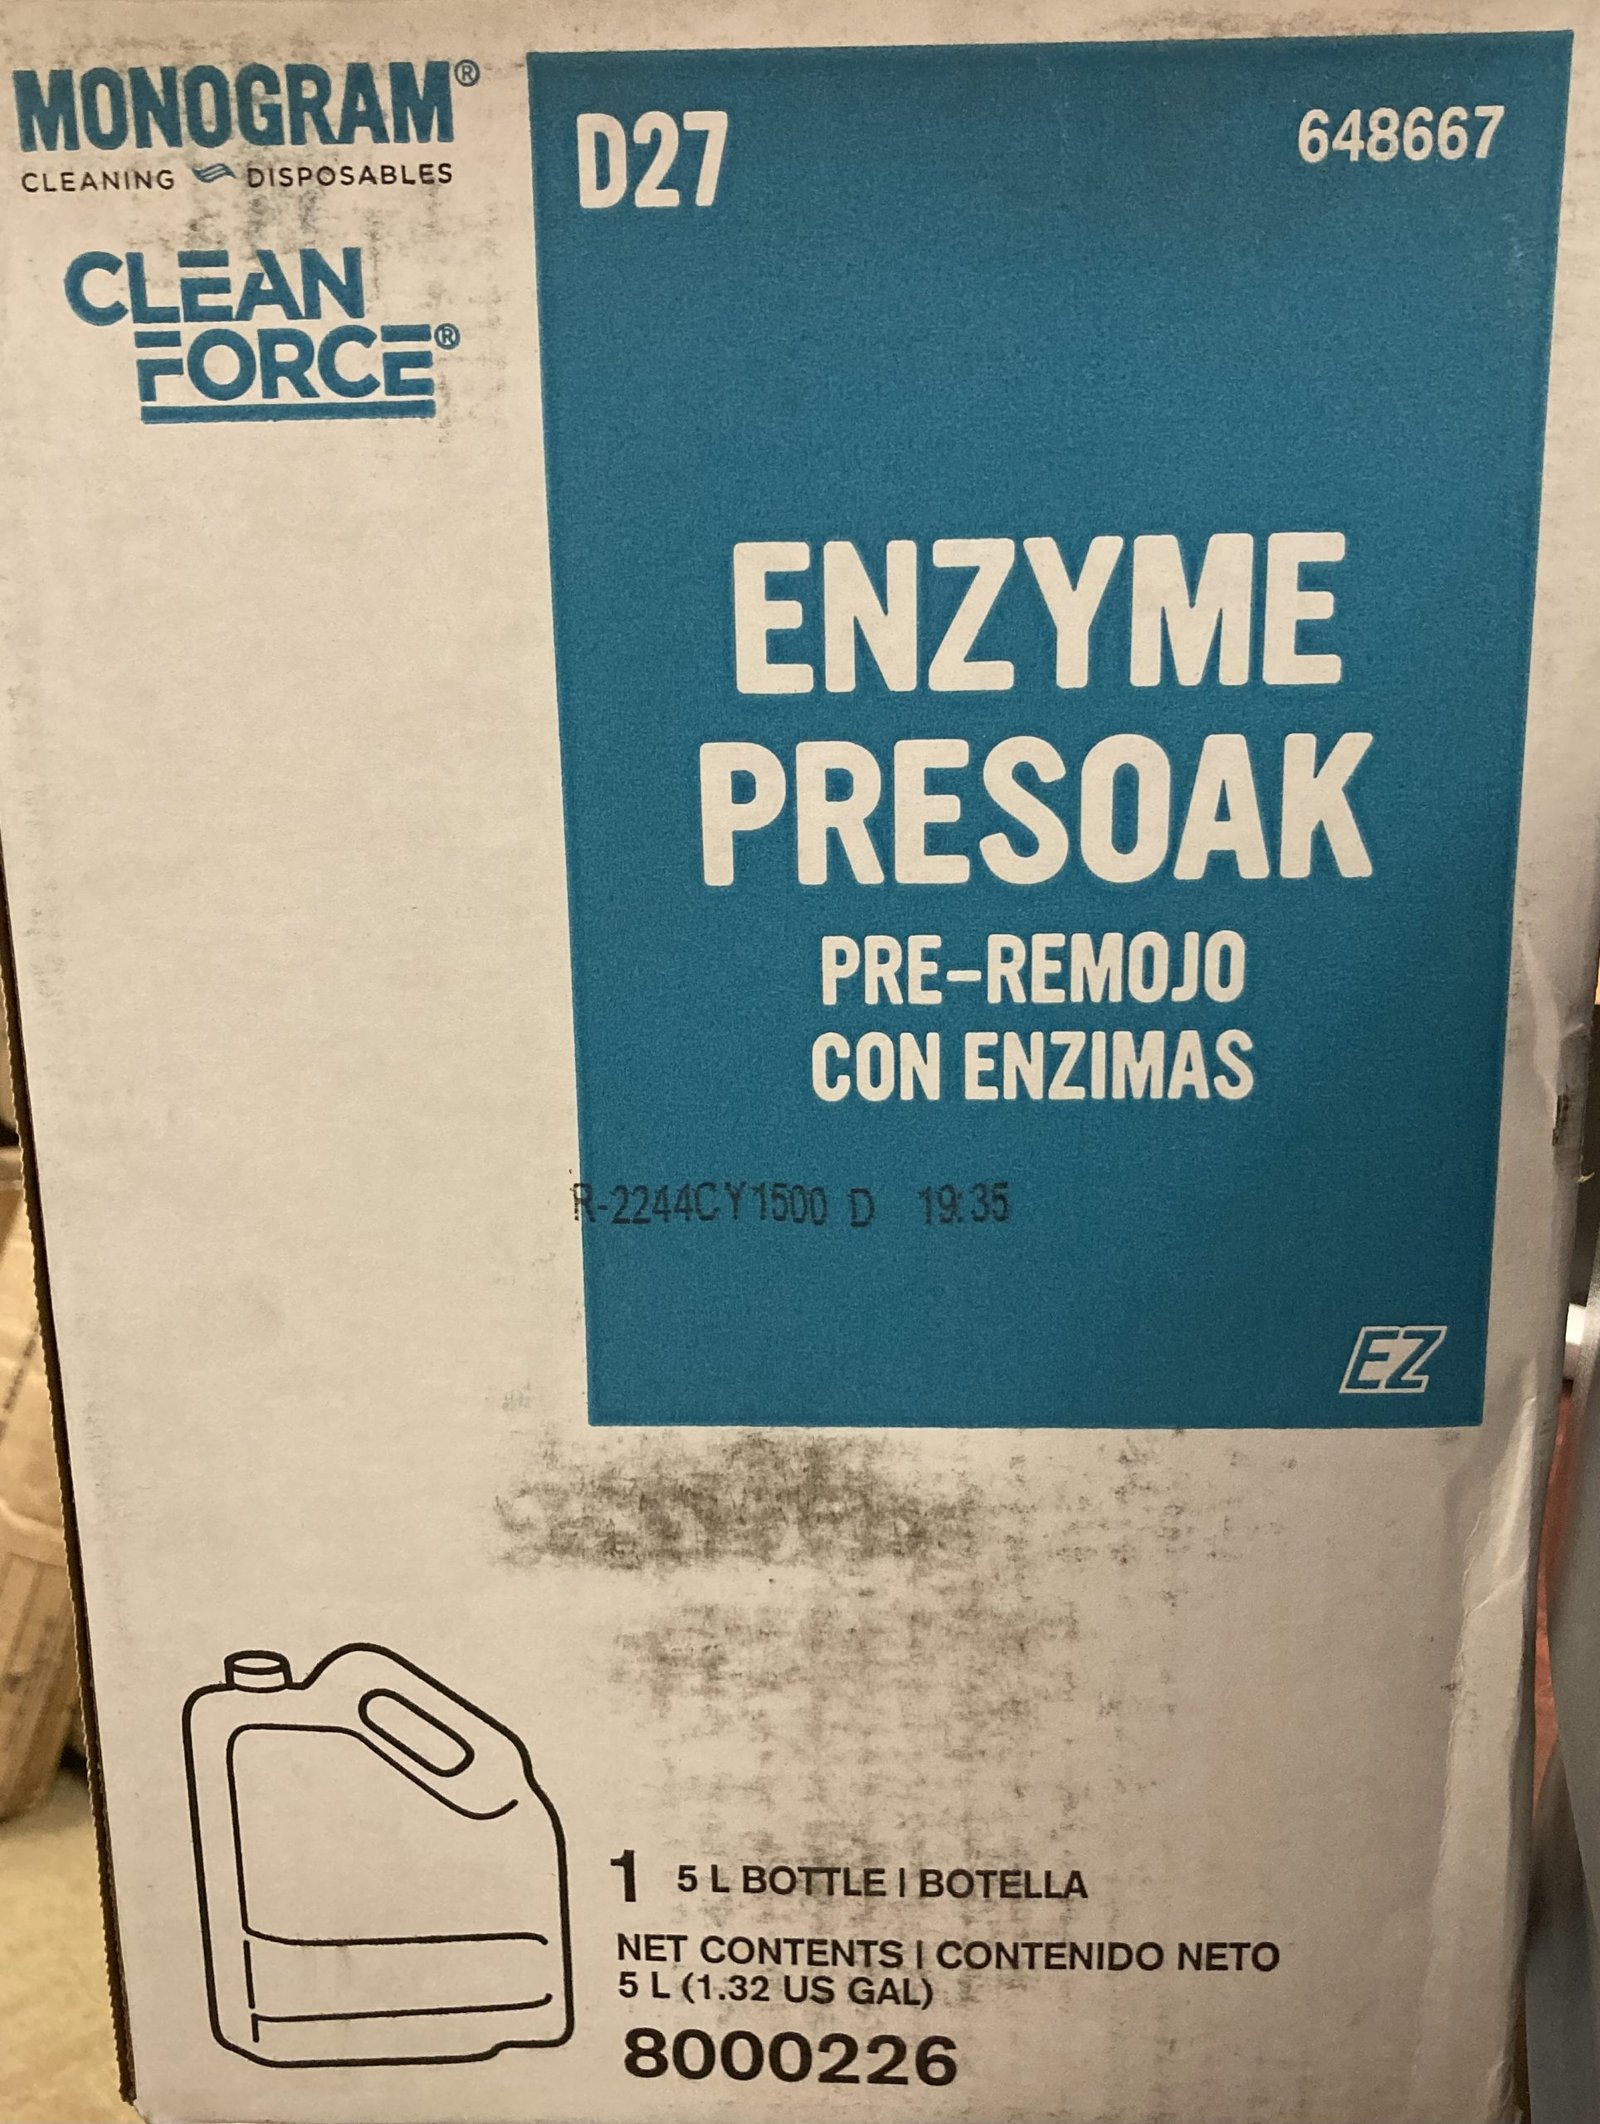 MONOGRAM®
CLEANING DISPOSABLES
CLEAN
FORCE®
D27
648667
ENZYME
PRESOAK
PRE-REMOJO
CON ENZIMAS
R-2244CY1500 D 19:35
EZ
1 5 L BOTTLE | BOTELLA
NET CONTENTS | CONTENIDO NETO
5 L (1.32 US GAL)
8000226